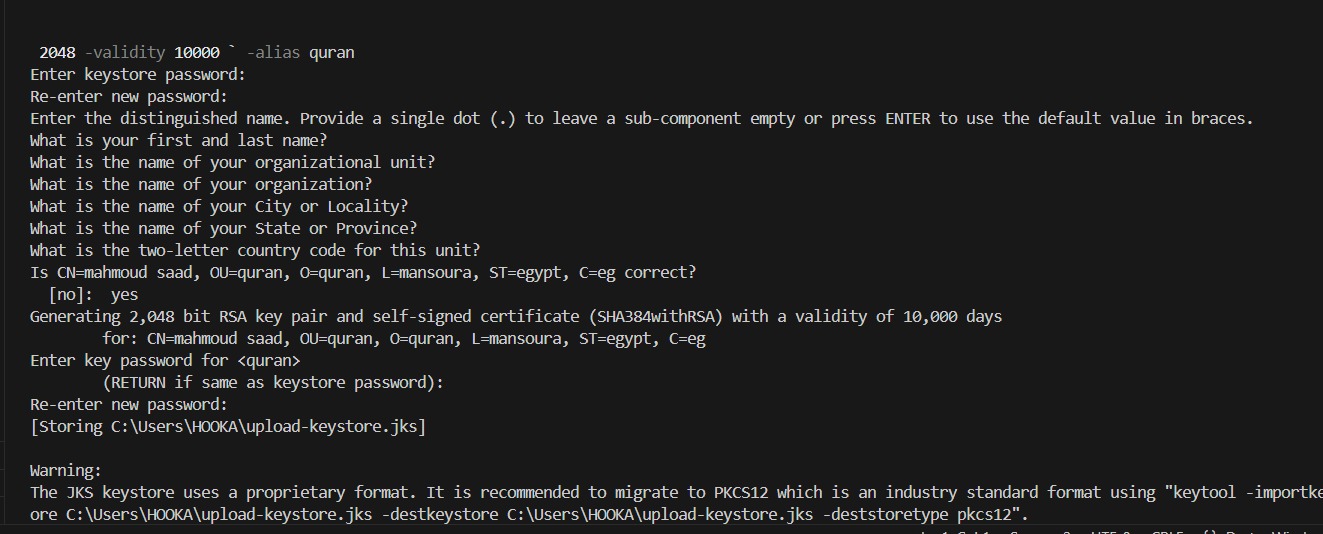 2048 -validity 10000 ` -alias quran
Enter keystore password:
Re-enter new password:
Enter the distinguished name. Provide a single dot (.) to leave a sub-component empty or press ENTER to use the default value in braces.
What is your first and last name?
What is the name of your organizational unit?
What is the name of your organization?
What is the name of your City or Locality?
What is the name of your State or Province?
What is the two-letter country code for this unit?
Is CN=mahmoud saad, OU=quran, O=quran, L=mansoura, ST=egypt, C=eg correct?
[no]: yes
Generating 2,048 bit RSA key pair and self-signed certificate (SHA384withRSA) with a validity of 10,000 days
for: CN=mahmoud saad, OU=quran, O=quran, L=mansoura, ST=egypt, C=eg
Enter key password for <quran>
(RETURN if same as keystore password):
Re-enter new password:
[Storing C:\Users\HOOKA\upload-keystore.jks]
Warning:
The JKS keystore uses a proprietary format. It is recommended to migrate to PKCS12 which is an industry standard format using "keytool -importke
ore C:\Users\HOOKA\upload-keystore.jks -destkeystore C:\Users\HOOKA\upload-keystore.jks -deststoretype pkcs12".